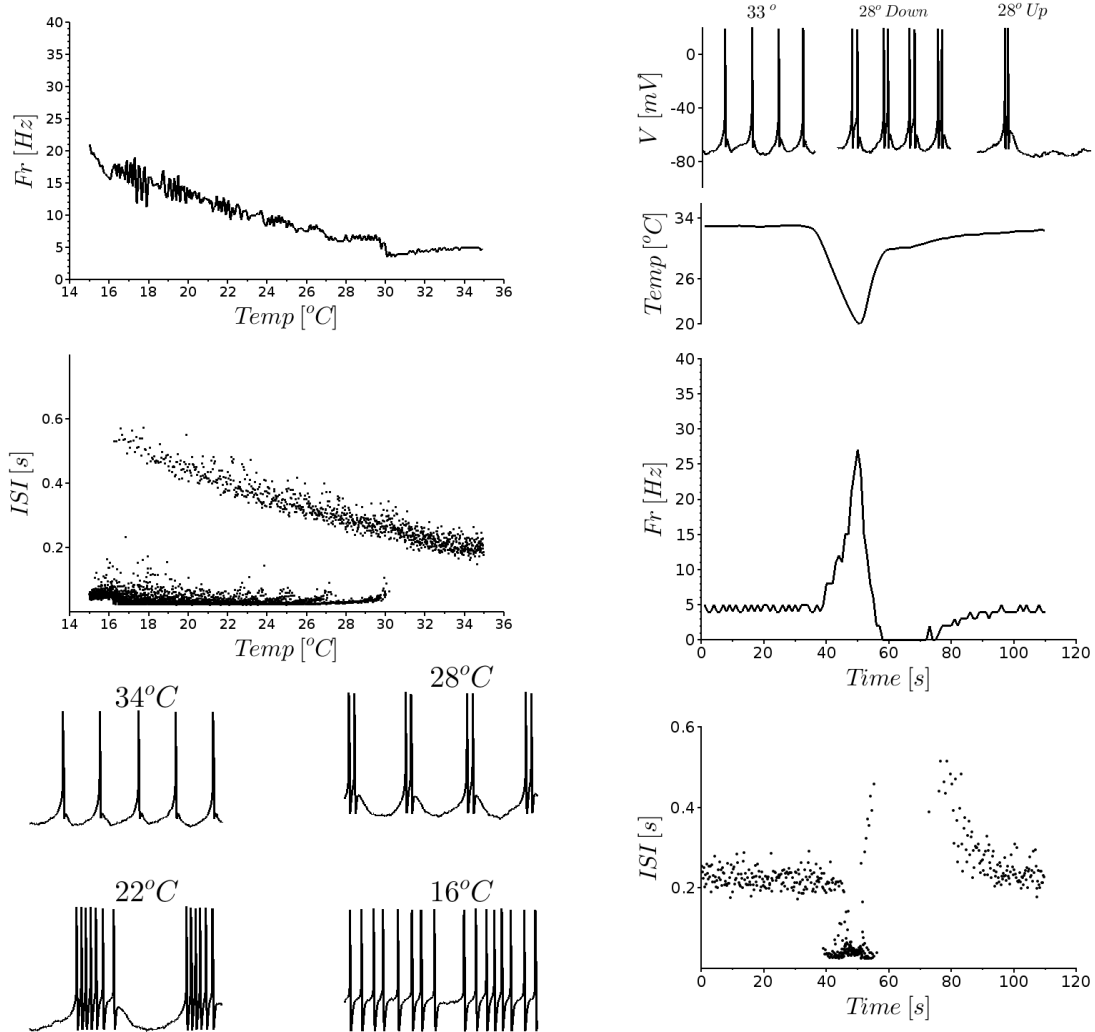 40
35
30
25
20
15
10
5
0
Fr [Hz]
14 16 18 20 22 24 26 28 30 32 34 36
Temp [°C]
0.6
0.4
0.2
ISI [s]
14 16 18 20 22 24 26 28 30 32 34 36
Temp [°C]
34°C
28°C
22°C
16°C
33 ° 28° Down 28° Up
0
-40
-80
V [mV]
34
26
20
Temp [°C]
40
35
30
25
20
15
10
5
0
Fr [Hz]
0 20 40 60 80 100 120
Time [s]
0.6
0.4
0.2
ISI [s]
0 20 40 60 80 100 120
Time [s]